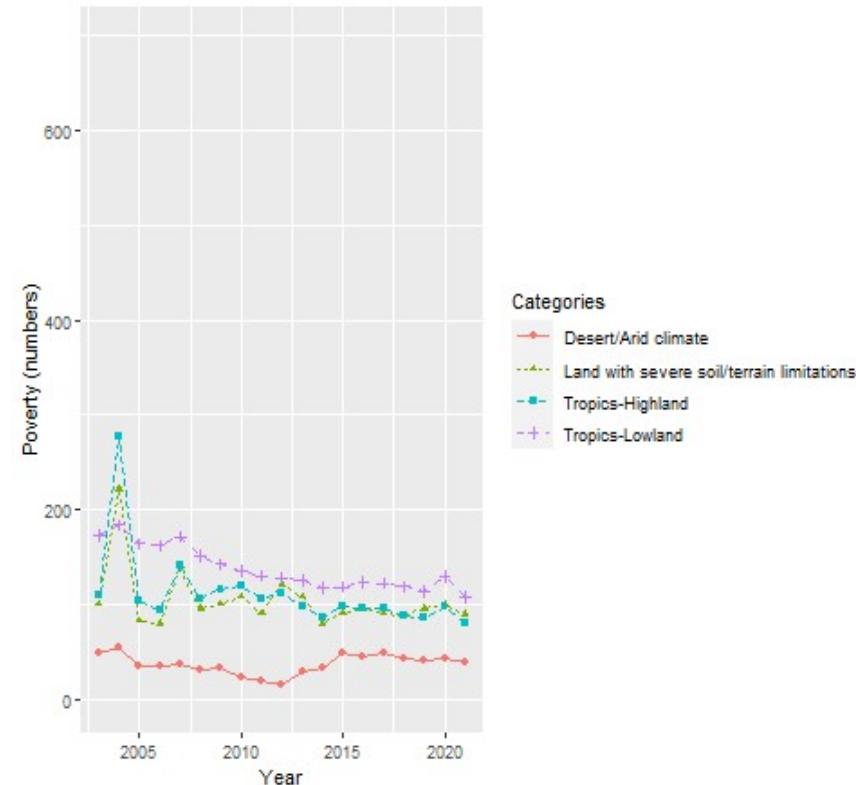 Poverty (numbers)
600
400
200
0
2005 2010 2015 2020
Year
Categories
Desert/Arid climate
Land with severe soil/terrain limitations
Tropics-Highland
Tropics-Lowland